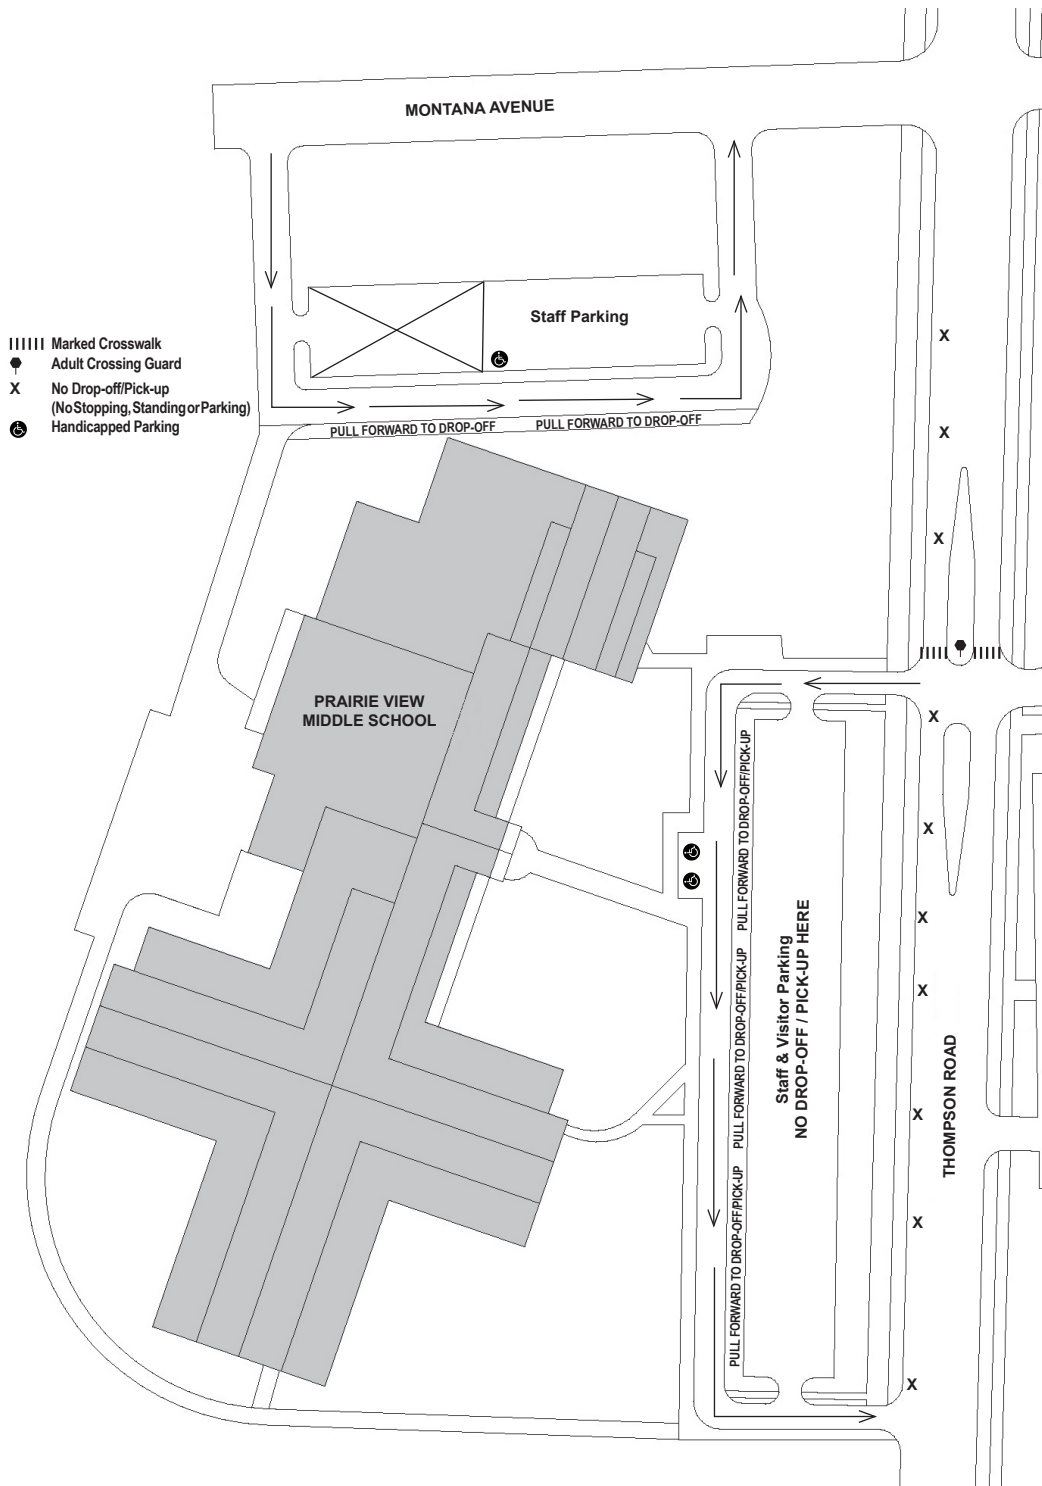 MONTANA AVENUE
Staff Parking
Marked Crosswalk
Adult Crossing Guard
X No Drop-off/Pick-up
(No Stopping, Standing or Parking)
Handicapped Parking
PULL FORWARD TO DROP-OFF
PULL FORWARD TO DROP-OFF
X
X
X
PRAIRIE VIEW
MIDDLE SCHOOL
X
X
X
X
X
X
X
PULL FORWARD TO DROP-OFF/PICK-UP
PULL FORWARD TO DROP-OFF/PICK-UP
PULL FORWARD TO DROP-OFF/PICK-UP
Staff & Visitor Parking
NO DROP-OFF / PICK-UP HERE
THOMPSON ROAD